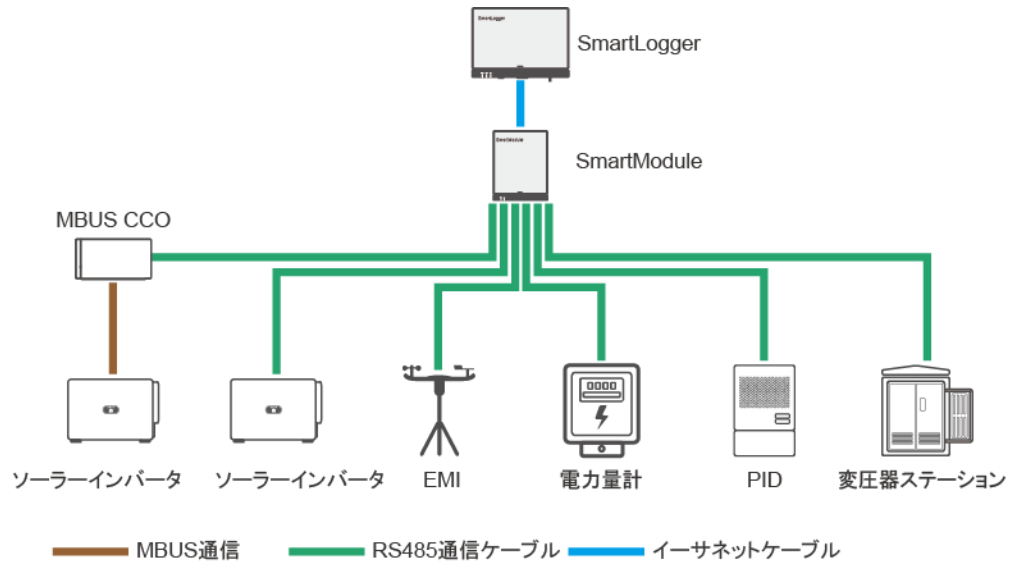 SmartLogger
SmartLogger
SmartModule
SmartModule
MBUS CCO
ソーラーインバータ
ソーラーインバータ
EMI
電力量計
PID
変圧器ステーション
MBUS通信
RS485通信ケーブル
イーサネットケーブル